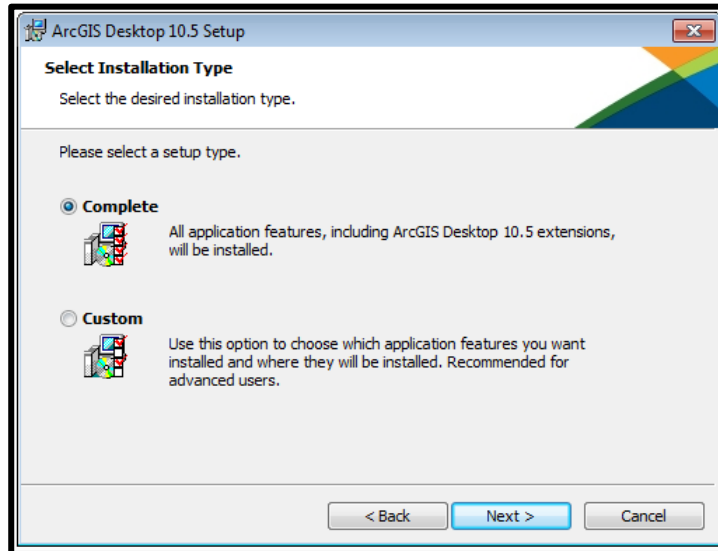 ArcGIS Desktop 10.5 Setup
Select Installation Type
Select the desired installation type.
Please select a setup type.
Complete
All application features, including ArcGIS Desktop 10.5 extensions,
will be installed.
Custom
Use this option to choose which application features you want
installed and where they will be installed. Recommended for
advanced users.
< Back
Next >
Cancel